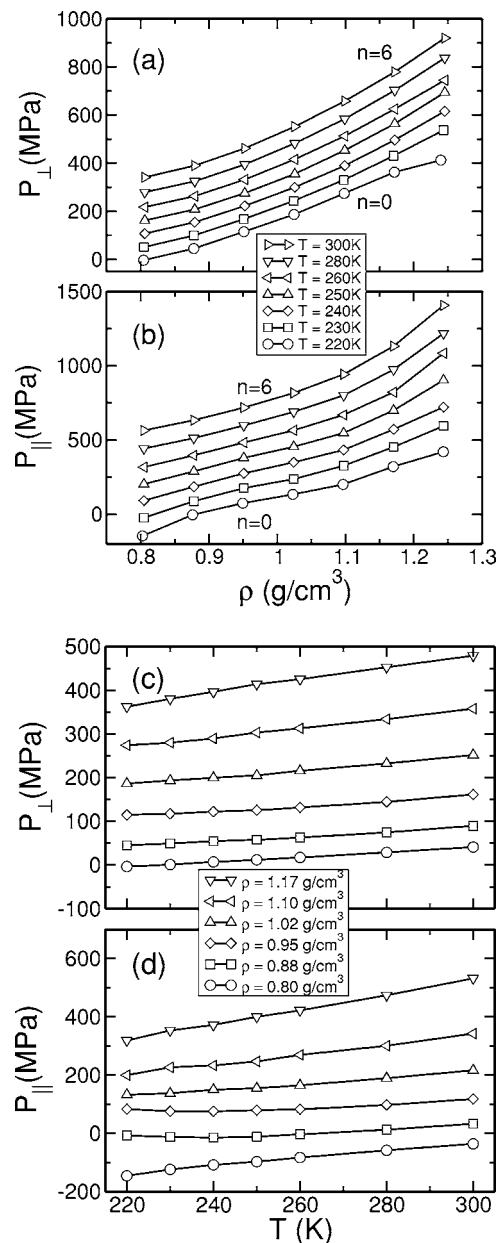 1000
800
600
400
200
0
P⊥(MPa)
(a)
n=6
n=0
T = 300K
T = 280K
T = 260K
T = 250K
T = 240K
T = 230K
T = 220K
1500
1000
500
0
P||(MPa)
(b)
n=6
n=0
0.8 0.9 1 1.1 1.2 1.3
ρ (g/cm³)
500
400
300
200
100
0
-100
P⊥(MPa)
(c)
ρ = 1.17 g/cm³
ρ = 1.10 g/cm³
ρ = 1.02 g/cm³
ρ = 0.95 g/cm³
ρ = 0.88 g/cm³
ρ = 0.80 g/cm³
600
400
200
0
-200
P||(MPa)
(d)
220 240 260 280 300
T (K)